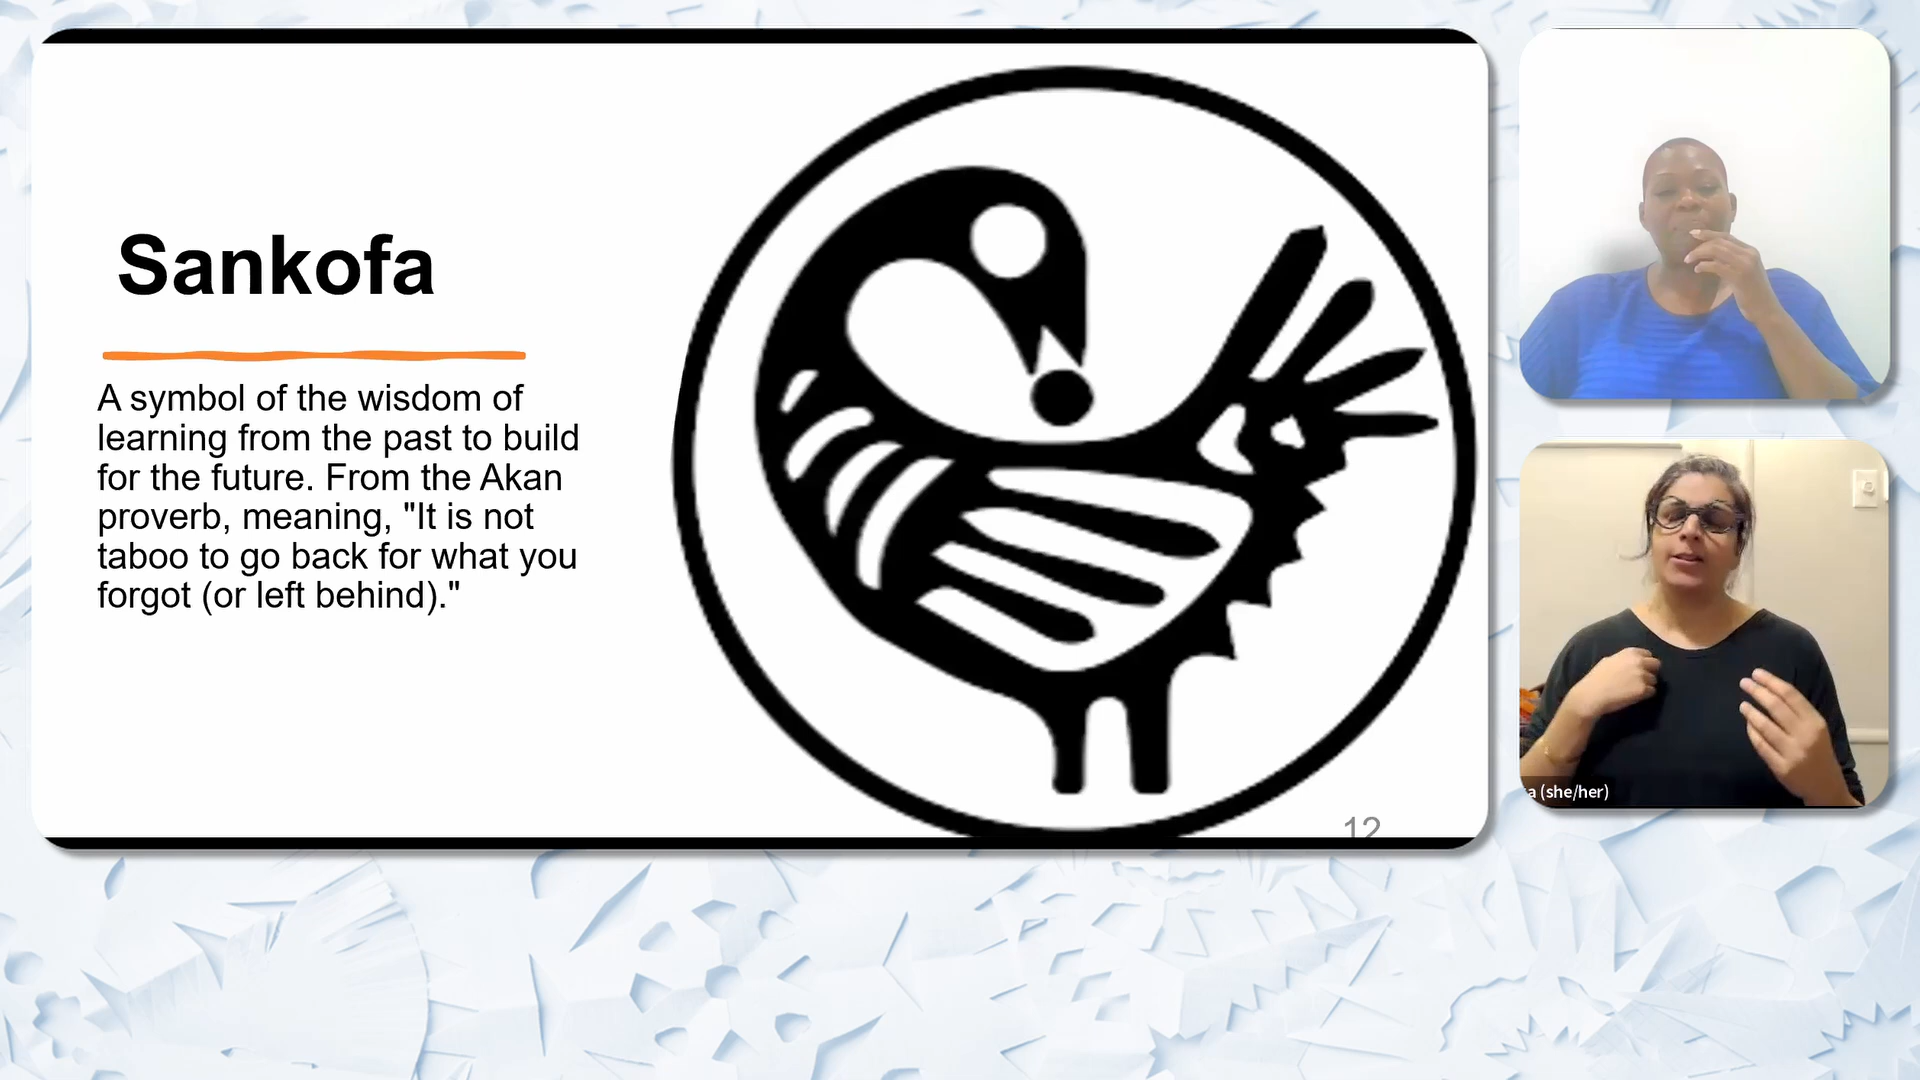 Sankofa
A symbol of the wisdom of
learning from the past to build
for the future. From the Akan
proverb, meaning, "It is not
taboo to go back for what you
forgot (or left behind)."
12
a (she/her)